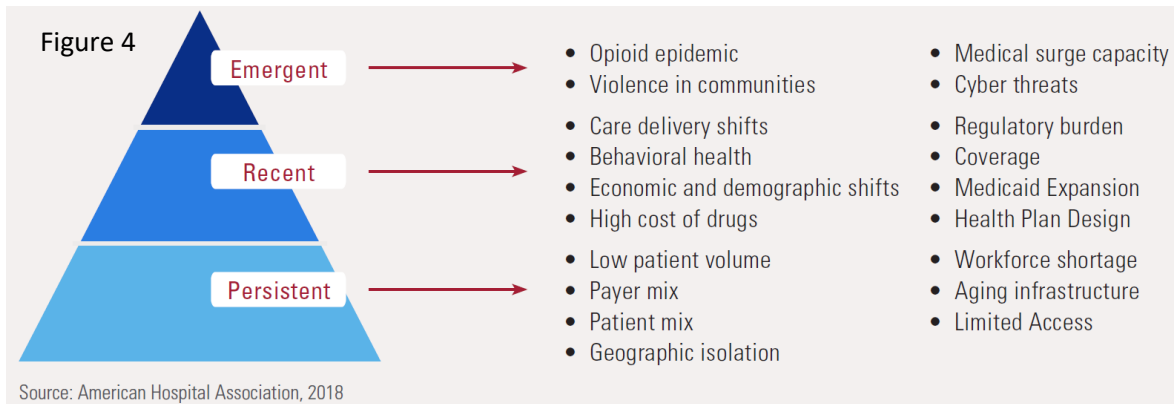 Figure 4
Emergent
• Opioid epidemic
• Violence in communities
• Medical surge capacity
• Cyber threats
Recent
• Care delivery shifts
• Behavioral health
• Economic and demographic shifts
• High cost of drugs
• Regulatory burden
• Coverage
• Medicaid Expansion
• Health Plan Design
Persistent
• Low patient volume
• Payer mix
• Patient mix
• Geographic isolation
• Workforce shortage
• Aging infrastructure
• Limited Access
Source: American Hospital Association, 2018